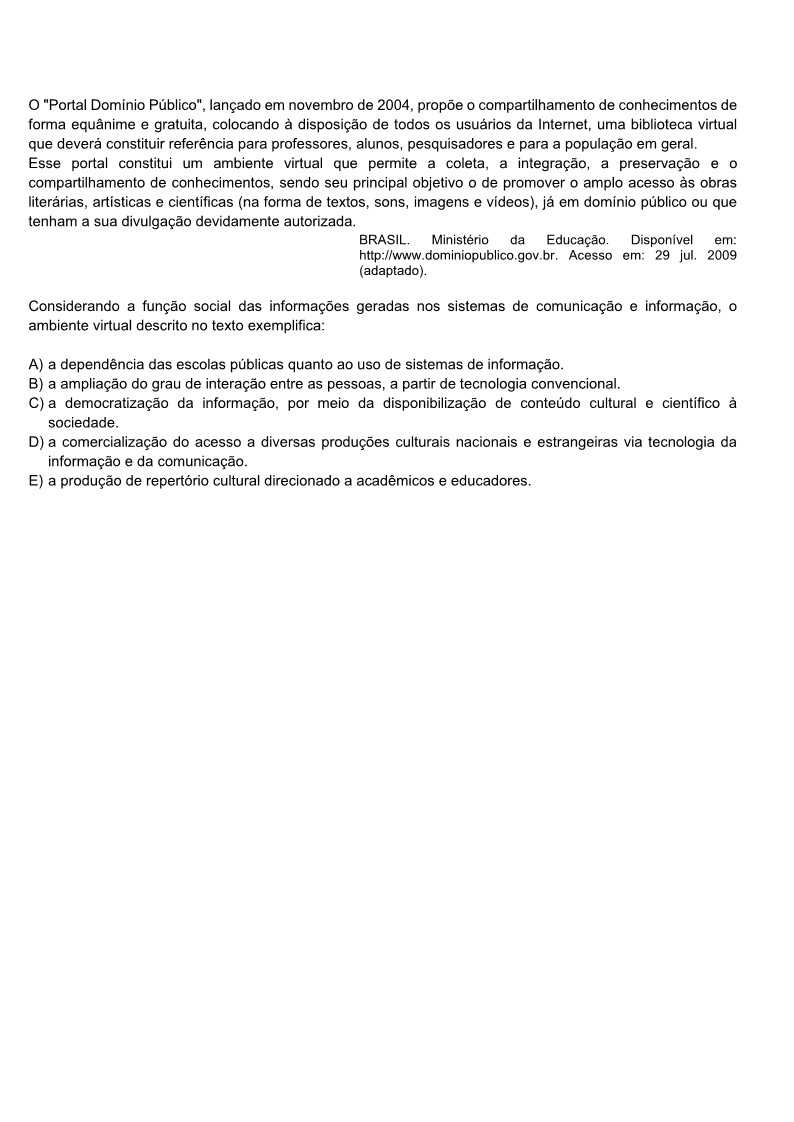 O "Portal Domínio Público", lançado em novembro de 2004, propõe o compartilhamento de conhecimentos de
forma equânime e gratuita, colocando à disposição de todos os usuários da Internet, uma biblioteca virtual
que deverá constituir referência para professores, alunos, pesquisadores e para a população em geral.
Esse portal constitui um ambiente virtual que permite a coleta, a integração, a preservação e o
compartilhamento de conhecimentos, sendo seu principal objetivo o de promover o amplo acesso às obras
literárias, artísticas e científicas (na forma de textos, sons, imagens e vídeos), já em domínio público ou que
tenham a sua divulgação devidamente autorizada.
BRASIL. Ministério da Educação. Disponível em:
http://www.dominiopublico.gov.br. Acesso em: 29 jul. 2009
(adaptado).
Considerando a função social das informações geradas nos sistemas de comunicação e informação, o
ambiente virtual descrito no texto exemplifica:
A) a dependência das escolas públicas quanto ao uso de sistemas de informação.
B) a ampliação do grau de interação entre as pessoas, a partir de tecnologia convencional.
C) a democratização da informação, por meio da disponibilização de conteúdo cultural e científico à
sociedade.
D) a comercialização do acesso a diversas produções culturais nacionais e estrangeiras via tecnologia da
informação e da comunicação.
E) a produção de repertório cultural direcionado a acadêmicos e educadores.